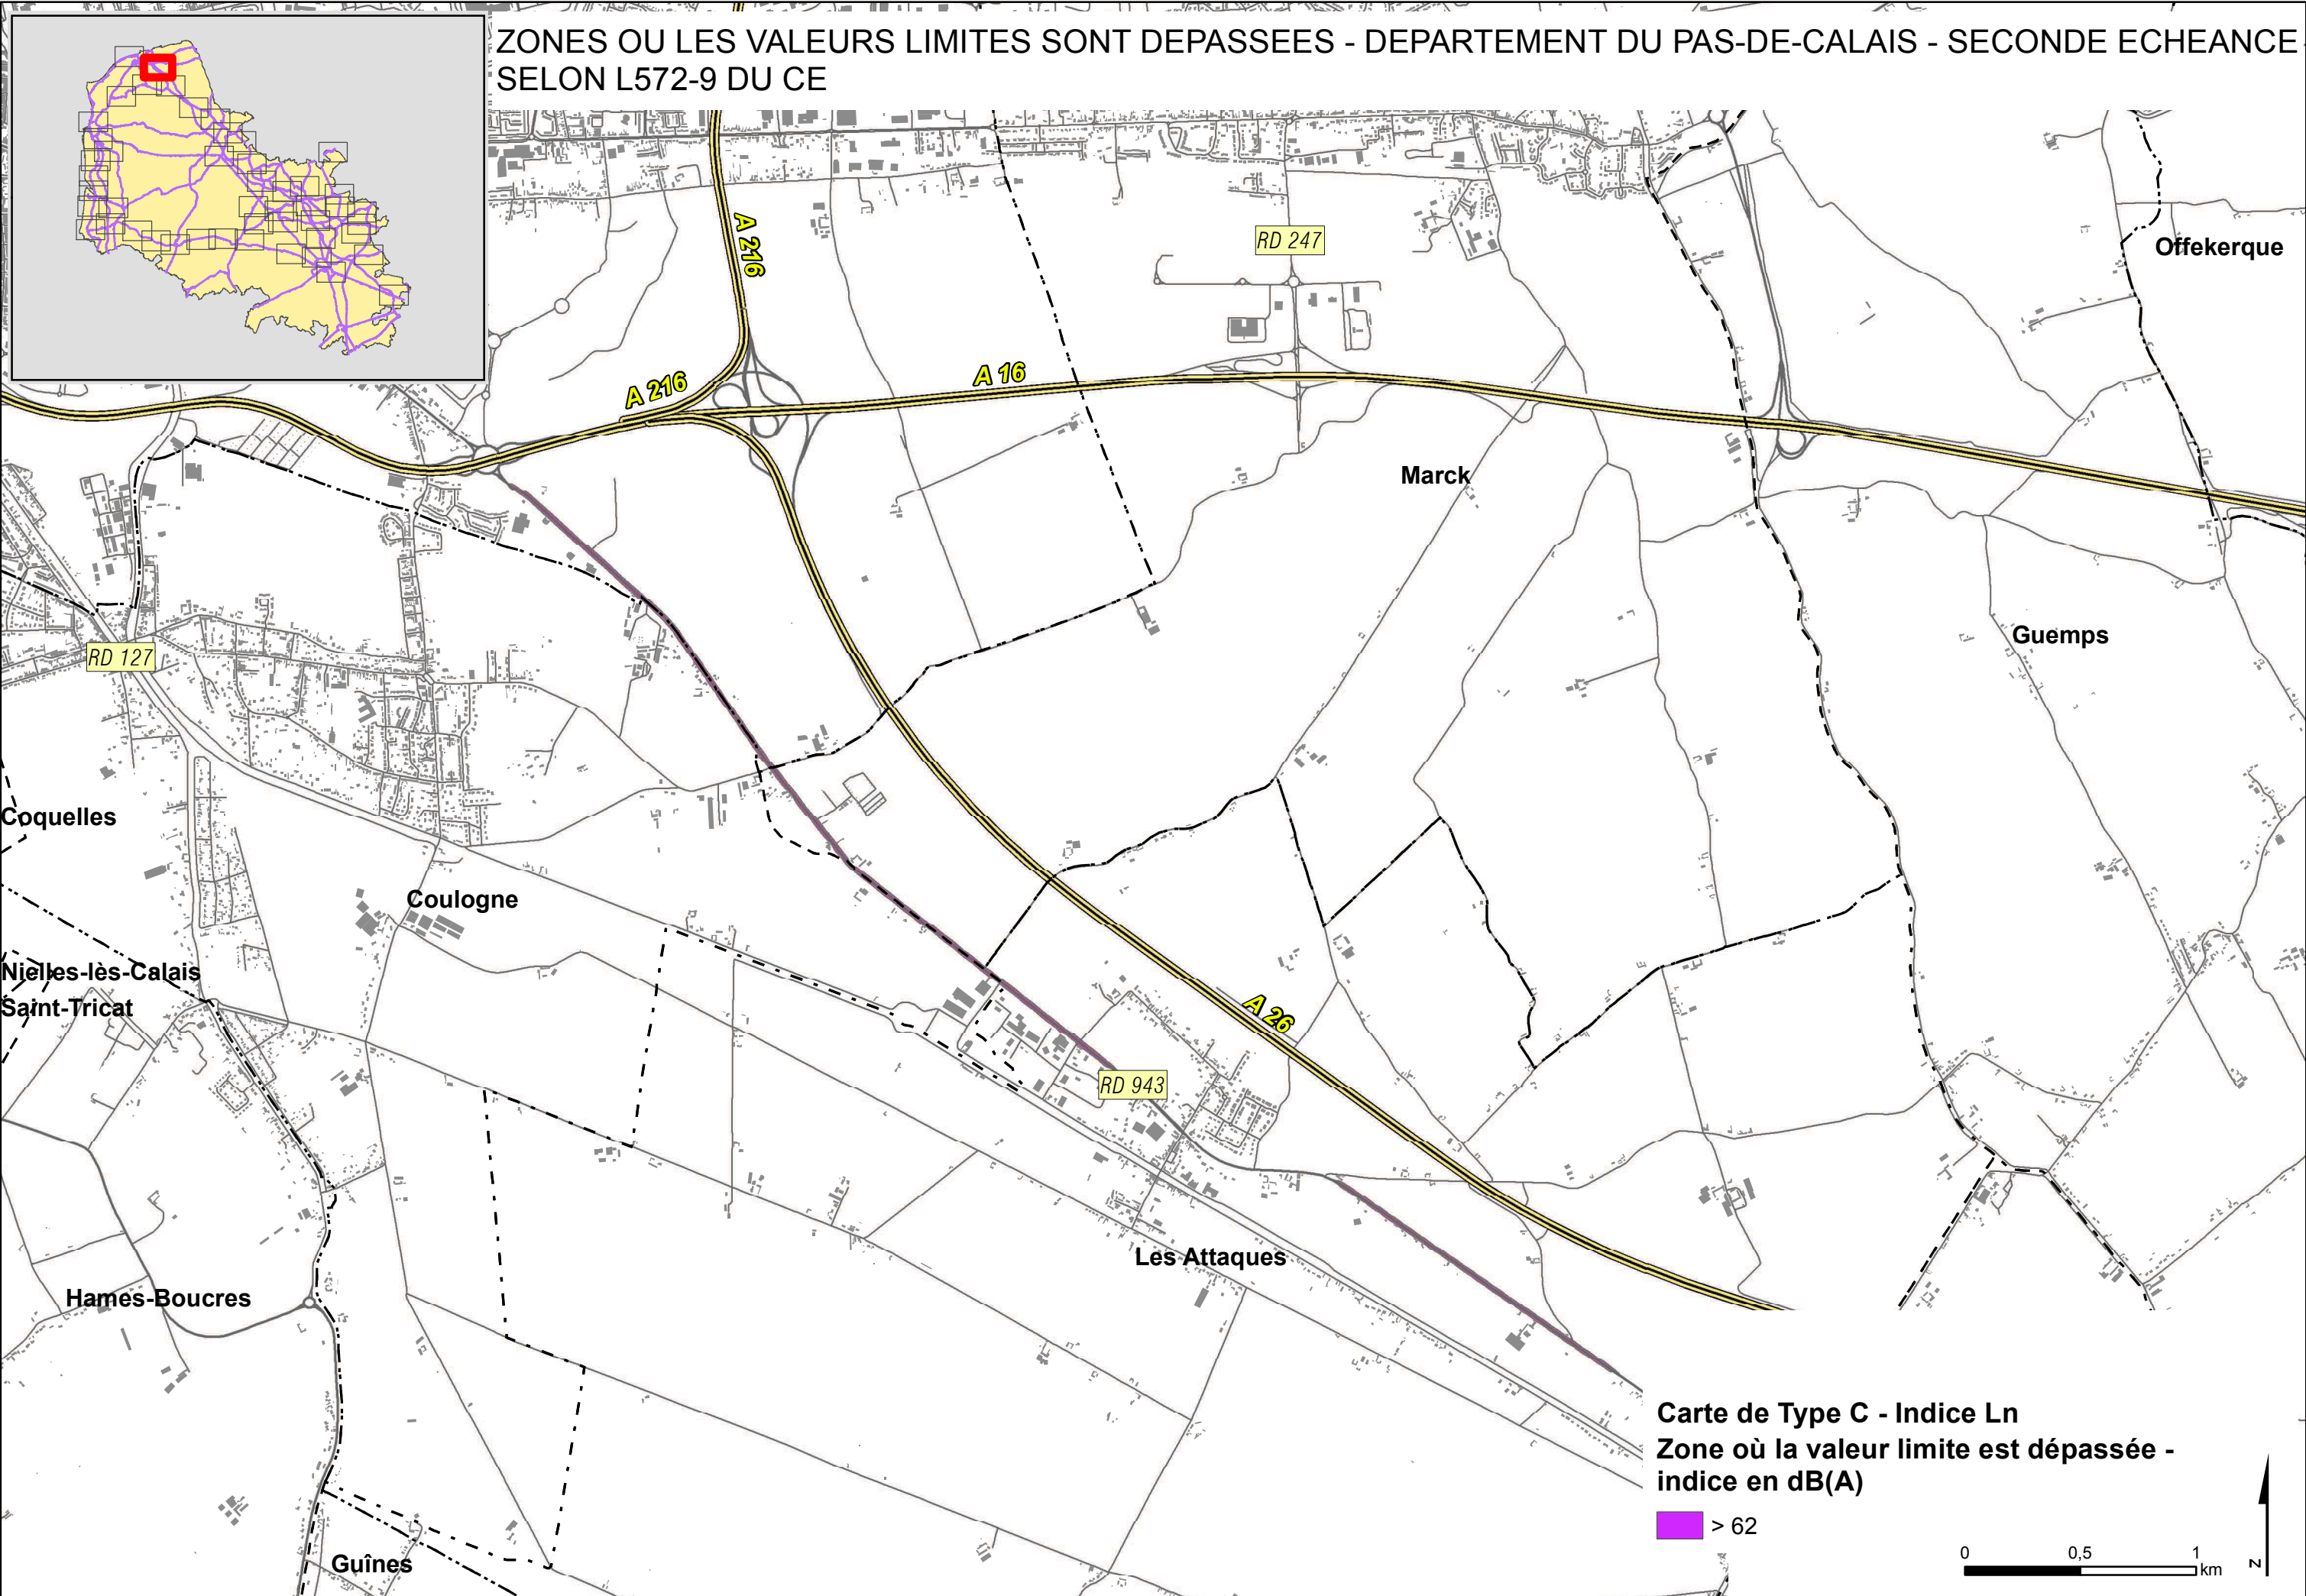 ZONES OU LES VALEURS LIMITES SONT DEPASSEES - DEPARTEMENT DU PAS-DE-CALAIS - SECONDE ECHEANCE -
SELON L572-9 DU CE
A 216
RD 247
Offekerque
A 216
A 16
Marck
Guemps
RD 127
Coquelles
Coulogne
Nielles-lès-Calais
Saint-Tricat
A 26
RD 943
Les Attaques
Hames-Boucres
Guînes
Carte de Type C - Indice Ln
Zone où la valeur limite est dépassée -
indice en dB(A)
> 62
0 0,5 1
km
N